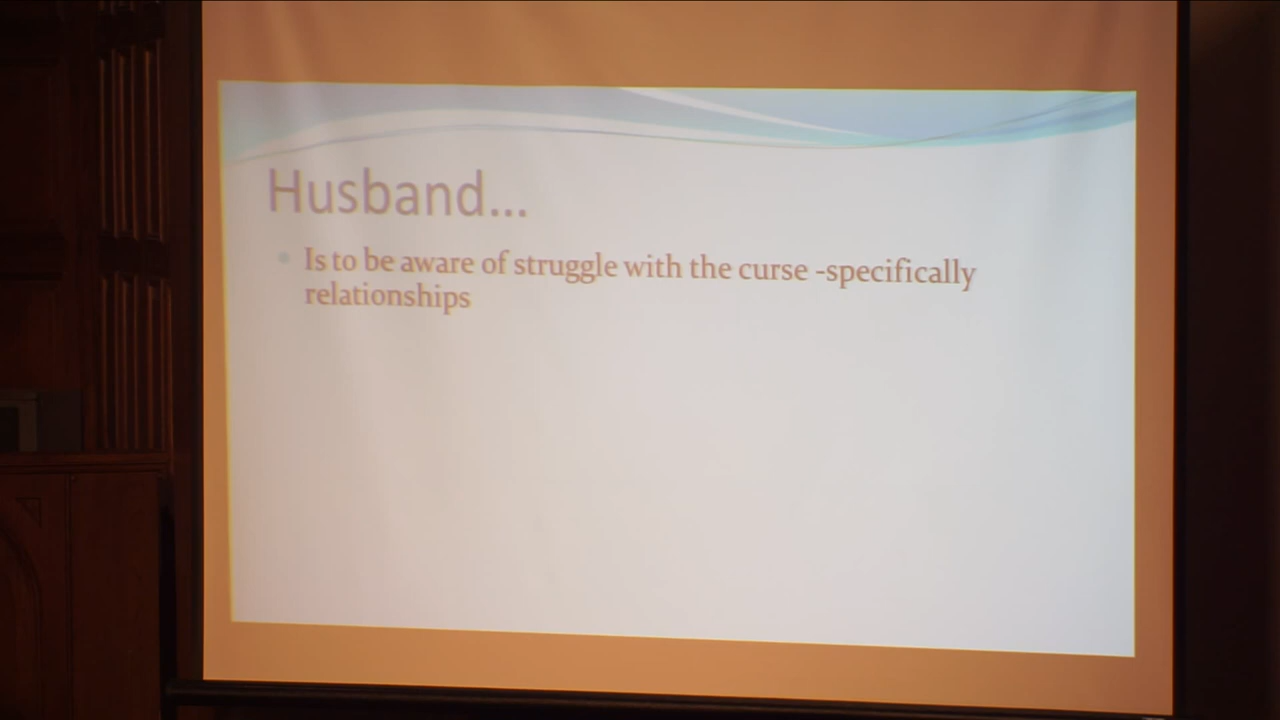 Husband...
Is to be aware of struggle with the curse -specifically
relationships